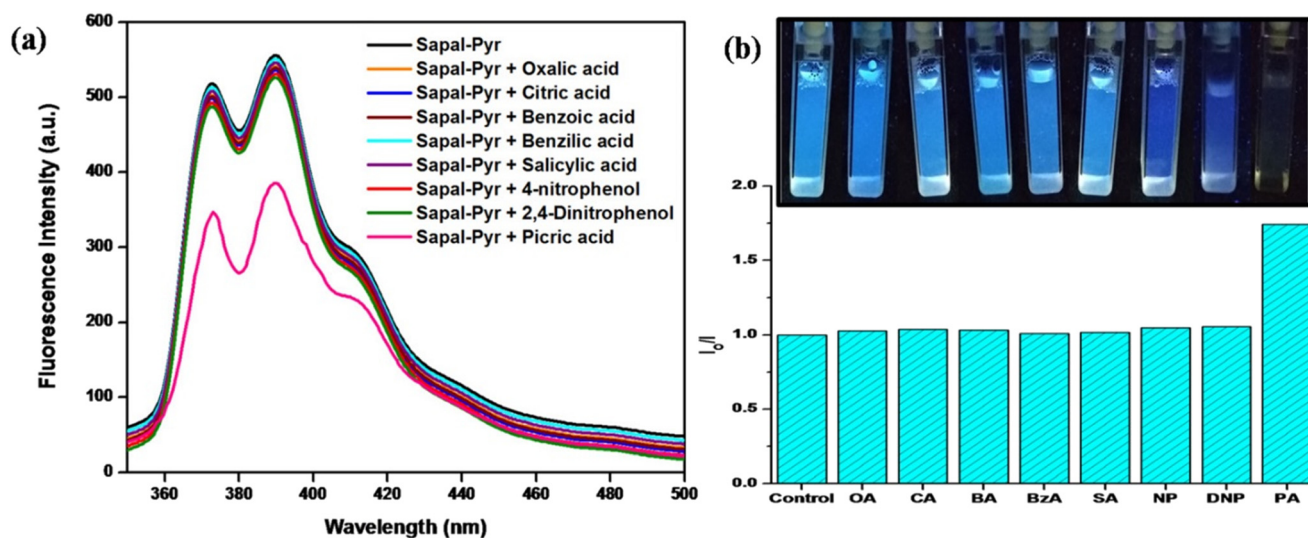 (a)
600
500
400
300
200
100
0
Fluorescence Intensity (a.u.)
Sapal-Pyr
Sapal-Pyr + Oxalic acid
Sapal-Pyr + Citric acid
Sapal-Pyr + Benzoic acid
Sapal-Pyr + Benzilic acid
Sapal-Pyr + Salicylic acid
Sapal-Pyr + 4-nitrophenol
Sapal-Pyr + 2,4-Dinitrophenol
Sapal-Pyr + Picric acid
360 380 400 420 440 460 480 500
Wavelength (nm)
(b)
2.0
1.5
1.0
0.5
0.0
I₀/I
Control OA CA BA BzA SA NP DNP PA